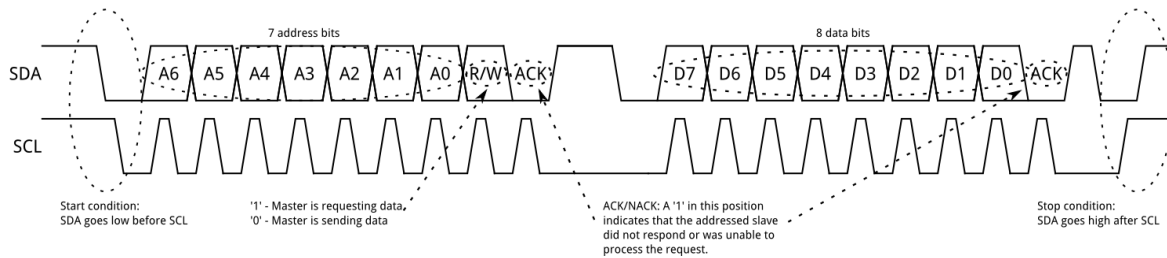 7 address bits
8 data bits
SDA A6 A5 A4 A3 A2 A1 A0 R/W ACK D7 D6 D5 D4 D3 D2 D1 D0 ACK
SCL
Start condition:
SDA goes low before SCL
'1' - Master is requesting data
'0' - Master is sending data
ACK/NACK: A '1' in this position
indicates that the addressed slave
did not respond or was unable to
process the request.
Stop condition:
SDA goes high after SCL